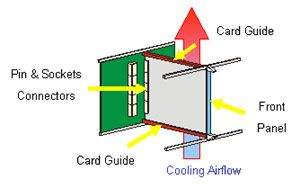 Card Guide
Pin & Sockets
Connectors
Front
Panel
Card Guide
Cooling Airflow